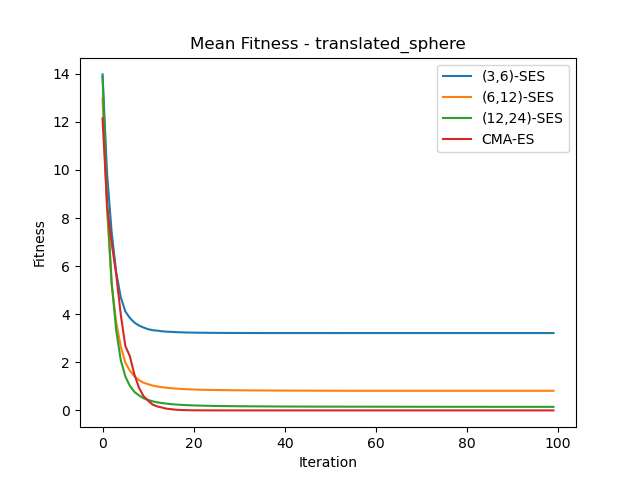 Mean Fitness - translated_sphere
(3,6)-SES
(6,12)-SES
(12,24)-SES
CMA-ES
14
12
10
8
6
4
2
0
Fitness
0 20 40 60 80 100
Iteration